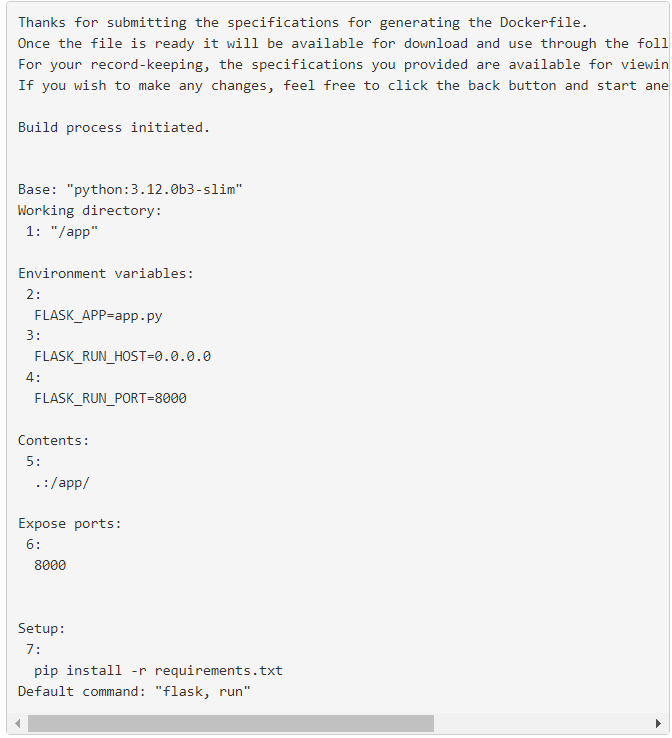 Thanks for submitting the specifications for generating the Dockerfile.
Once the file is ready it will be available for download and use through the
For your record-keeping, the specifications you provided are available for
If you wish to make any changes, feel free to click the back button and start
Build process initiated.
Base: "python:3.12.0b3-slim"
Working directory:
1: "/app"
Environment variables:
2:
FLASK_APP=app.py
3:
FLASK_RUN_HOST=0.0.0.0
4:
FLASK_RUN_PORT=8000
Contents:
5:
.:/app/
Expose ports:
6:
8000
Setup:
7:
pip install -r requirements.txt
Default command: "flask, run"